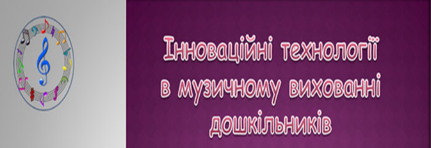 Інноваційні технології
в музичному вихованні
дошкільників